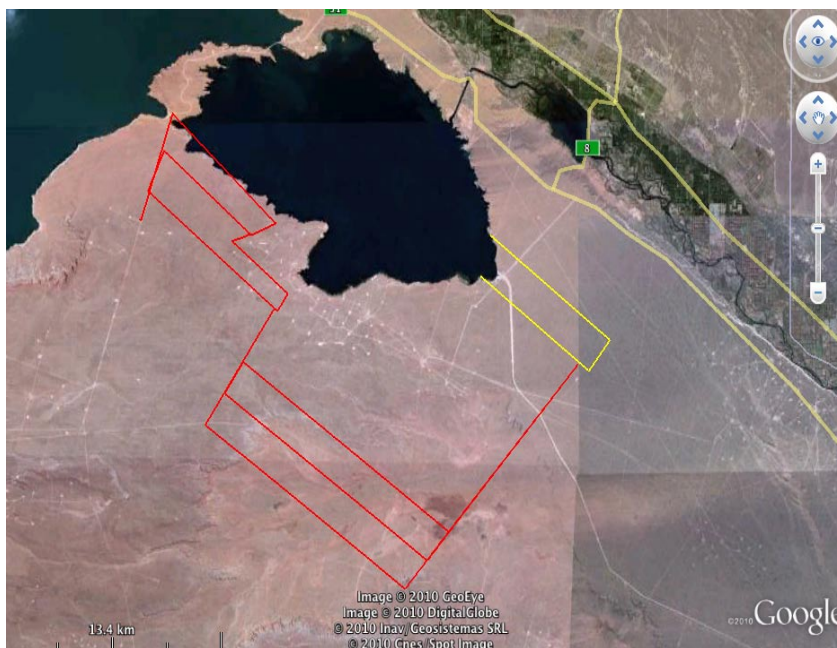 8
Image © 2010 GeoEye
Image © 2010 DigitalGlobe
© 2010 Inav/Geosistemas SRL
© 2010 Cnes/Spot Image
13.4 km
©2010 Google